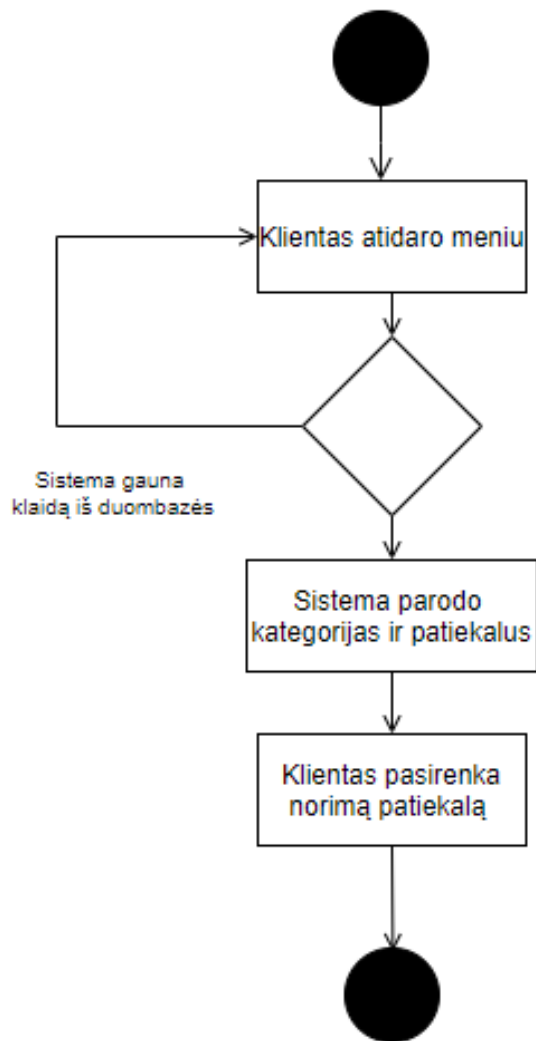 Klientas atidaro meniu
Sistema gauna
klaidą iš duombazės
Sistema parodo
kategorijas ir patiekalus
Klientas pasirenka
norimą patiekalą